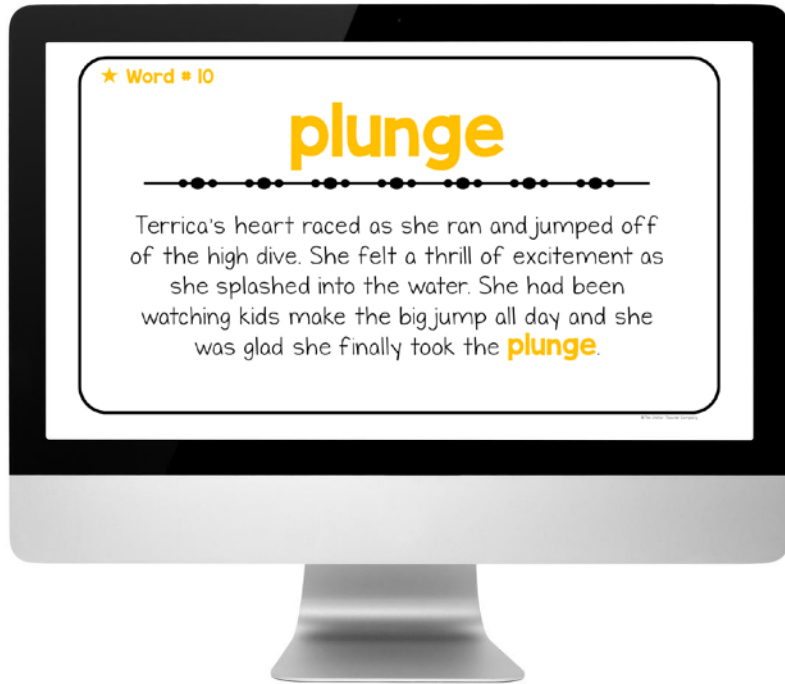 ★ Word # 10
plunge
Terrica's heart raced as she ran and jumped off
of the high dive. She felt a thrill of excitement as
she splashed into the water. She had been
watching kids make the big jump all day and she
was glad she finally took the plunge.